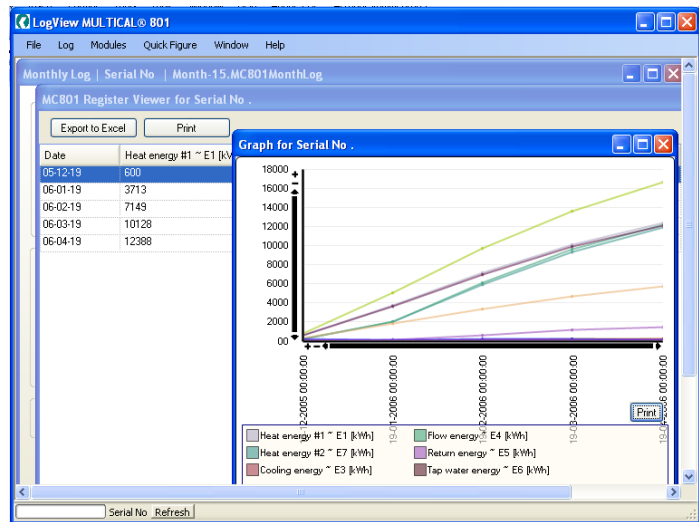 LogView MULTICAL® 801
File Log Modules Quick Figure Window Help
Monthly Log | Serial No | Month-15.MC801MonthLog
MC801 Register Viewer for Serial No .
Export to Excel Print
Graph for Serial No .
Date Heat energy #1 ~ E1 [kW
05-12-19 600
06-01-19 3713
06-02-19 7149
06-03-19 10128
06-04-19 12388
18000
16000
14000
12000
10000
8000
6000
4000
2000
00
12-2005 00:00:00
19-01-2006 00:00:00
19-02-2006 00:00:00
19-03-2006 00:00:00
19-04-2006 00:00:00
Print
Heat energy #1 ~ E1 [kWh] Flow energy ~ E4 [kWh]
Heat energy #2 ~ E7 [kWh] Return energy ~ E5 [kWh]
Cooling energy ~ E3 [kWh] Tap water energy ~ E6 [kWh]
Serial No Refresh